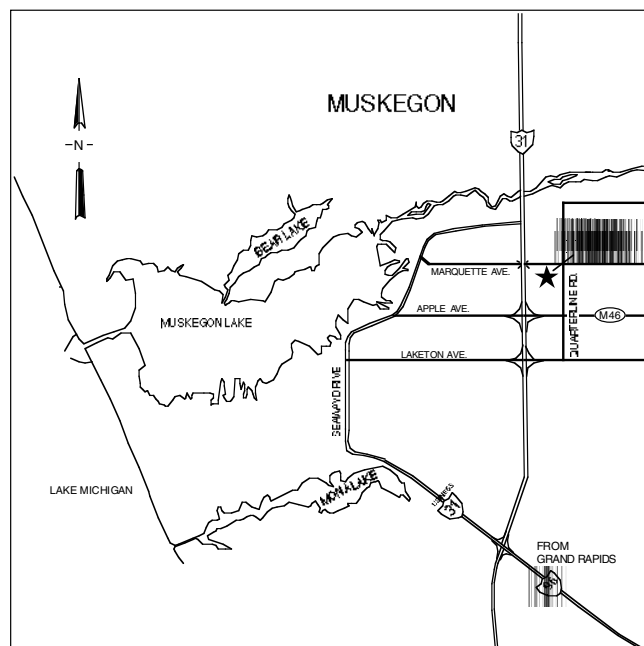 MUSKEGON
-N-
31
BEAR LAKE
MARQUETTE AVE.
MUSKEGON LAKE
APPLE AVE.
M46
QUARTERLINE RD.
LAKETON AVE.
SEAWAY DRIVE
LAKE MICHIGAN
MONA LAKE
31
FROM
GRAND RAPIDS
96